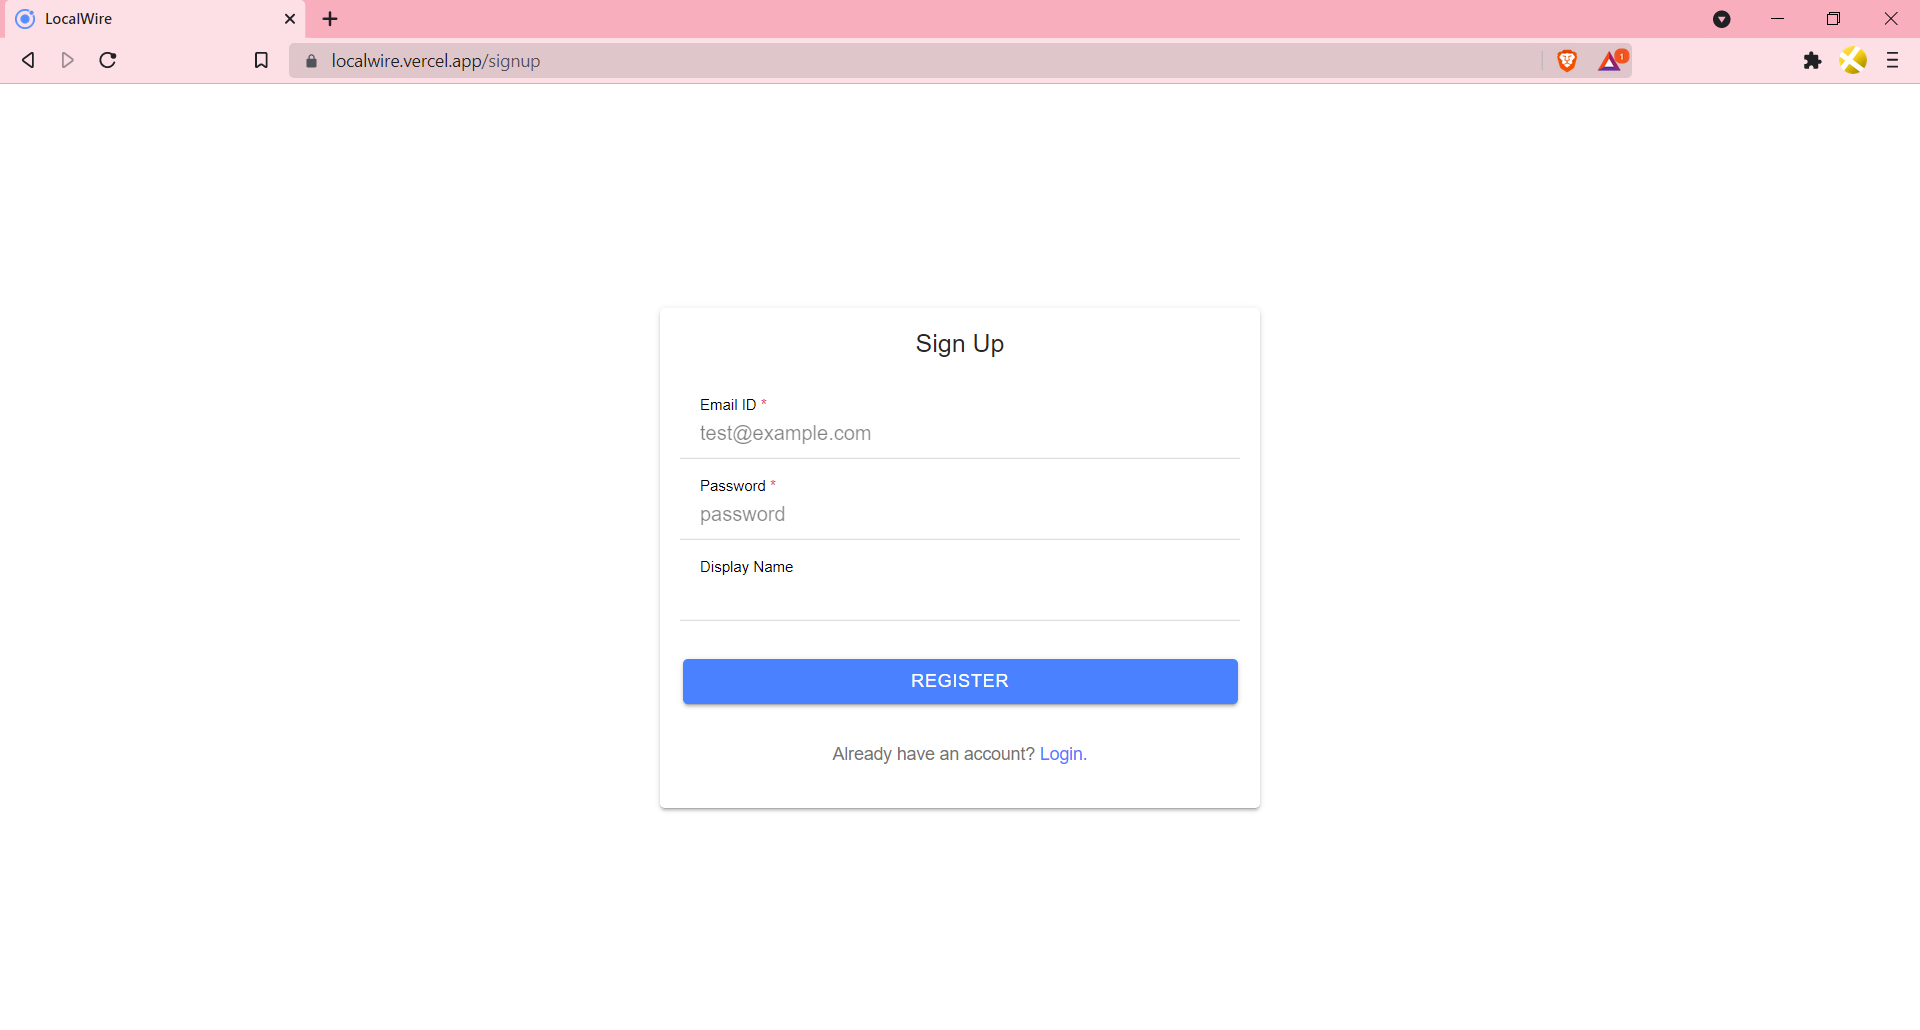 LocalWire
localwire.vercel.app/signup
1
Sign Up
Email ID *
test@example.com
Password *
password
Display Name
REGISTER
Already have an account? Login.